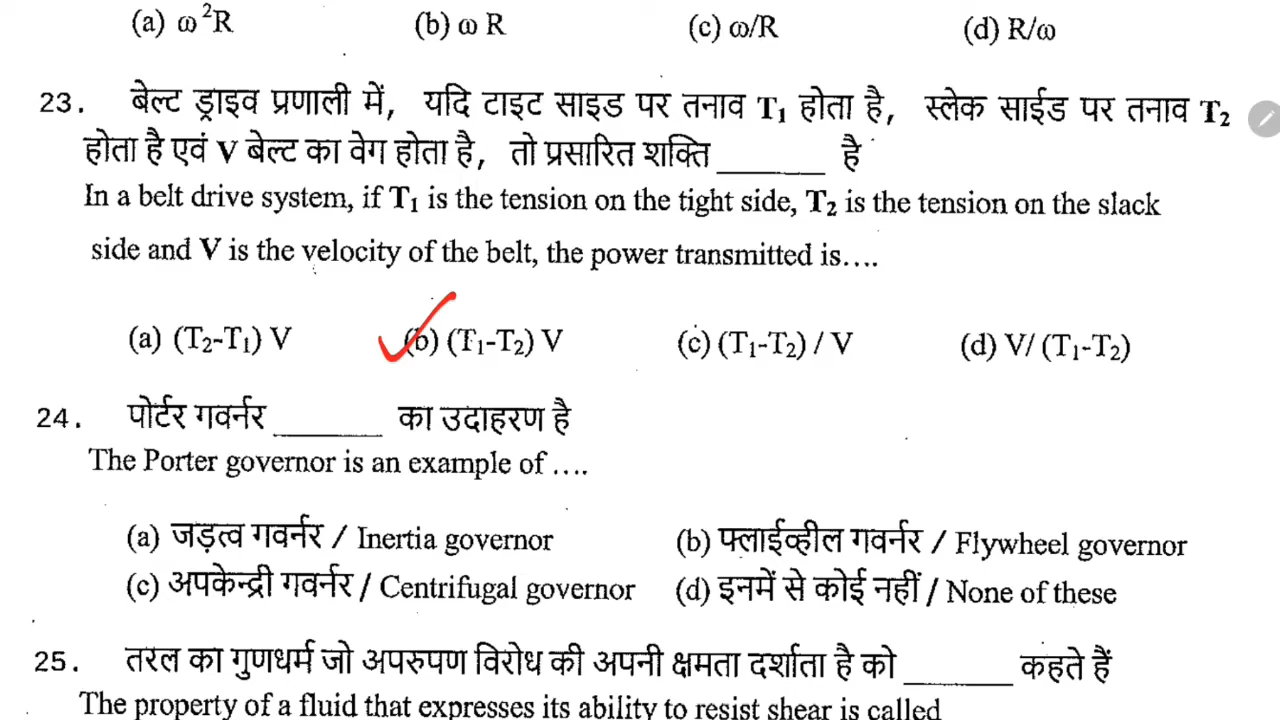 (a) ω²R (b) ω R (c) ω/R (d) R/ω
23. बेल्ट ड्राइव प्रणाली में, यदि टाइट साइड पर तनाव T₁ होता है, स्लेक साईड पर तनाव T₂
होता है एवं V बेल्ट का वेग होता है, तो प्रसारित शक्ति ______ है
In a belt drive system, if T₁ is the tension on the tight side, T₂ is the tension on the slack
side and V is the velocity of the belt, the power transmitted is....
(a) (T₂-T₁) V (b) (T₁-T₂) V (c) (T₁-T₂) / V (d) V/ (T₁-T₂)
24. पोर्टर गवर्नर ______ का उदाहरण है
The Porter governor is an example of ....
(a) जड़त्व गवर्नर / Inertia governor (b) फ्लाईव्हील गवर्नर / Flywheel governor
(c) अपकेन्द्री गवर्नर / Centrifugal governor (d) इनमें से कोई नहीं / None of these
25. तरल का गुणधर्म जो अपरुपण विरोध की अपनी क्षमता दर्शाता है को ______ कहते हैं
The property of a fluid that expresses its ability to resist shear is called